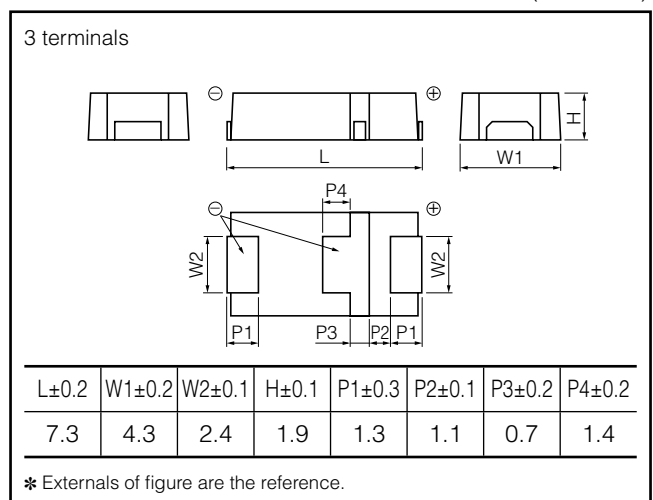 3 terminals
⊖ ⊕
H
L
W1
P4
⊖ ⊕
W2 W2
P1 P3 P2 P1
L±0.2 W1±0.2 W2±0.1 H±0.1 P1±0.3 P2±0.1 P3±0.2 P4±0.2
7.3 4.3 2.4 1.9 1.3 1.1 0.7 1.4
✱ Externals of figure are the reference.